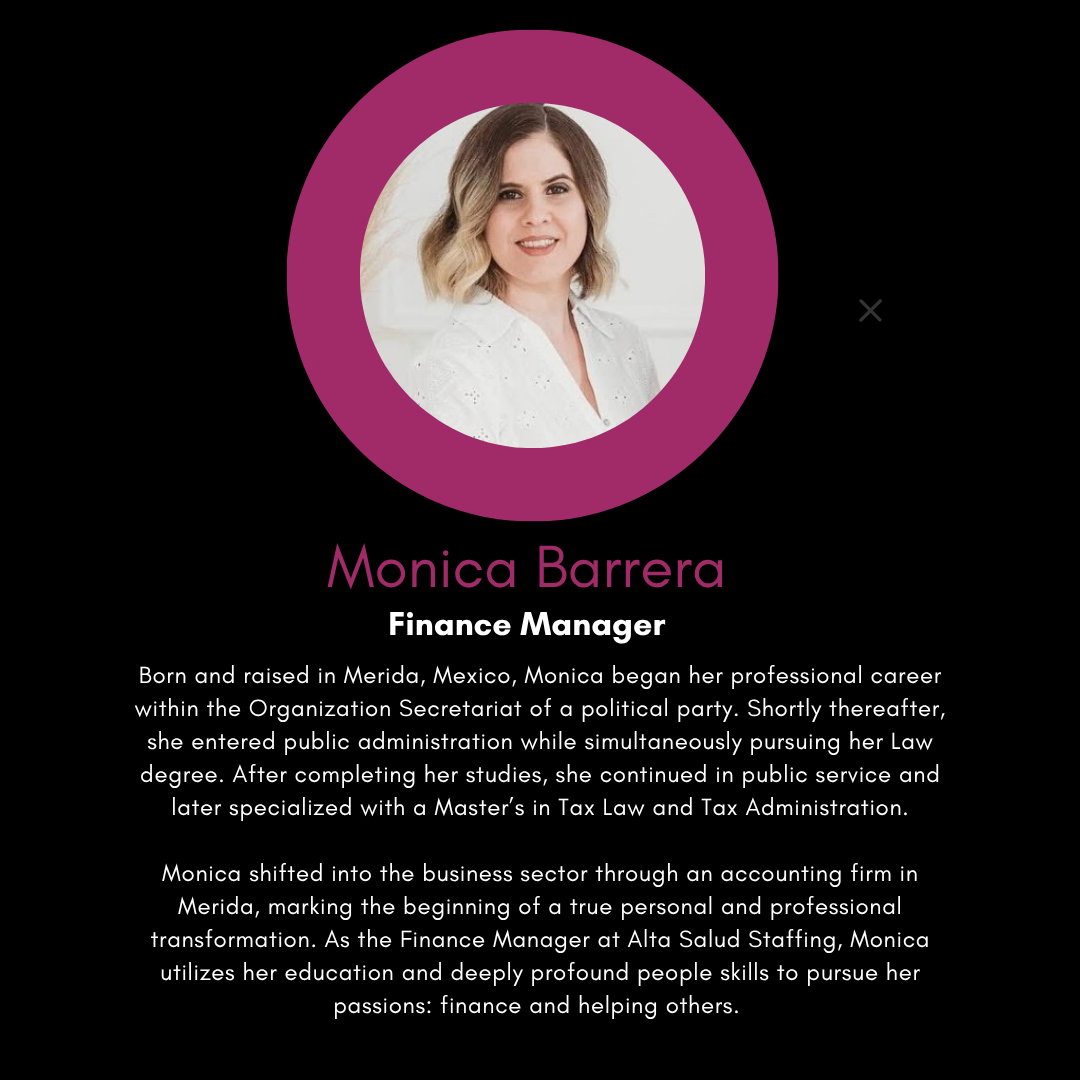 Monica Barrera
Finance Manager
Born and raised in Merida, Mexico, Monica began her professional career
within the Organization Secretariat of a political party. Shortly thereafter,
she entered public administration while simultaneously pursuing her Law
degree. After completing her studies, she continued in public service and
later specialized with a Master’s in Tax Law and Tax Administration.
Monica shifted into the business sector through an accounting firm in
Merida, marking the beginning of a true personal and professional
transformation. As the Finance Manager at Alta Salud Staffing, Monica
utilizes her education and deeply profound people skills to pursue her
passions: finance and helping others.